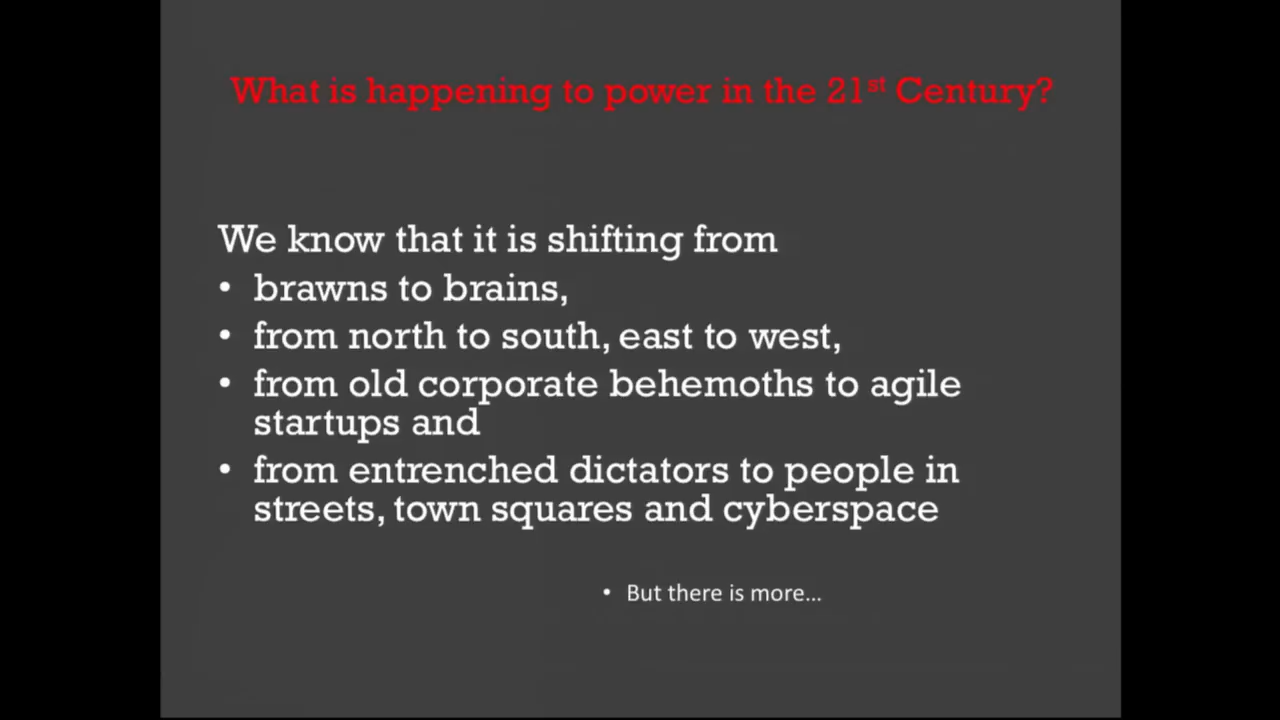 What is happening to power in the 21st Century?
We know that it is shifting from
• brawns to brains,
• from north to south, east to west,
• from old corporate behemoths to agile
startups and
• from entrenched dictators to people in
streets, town squares and cyberspace
• But there is more...